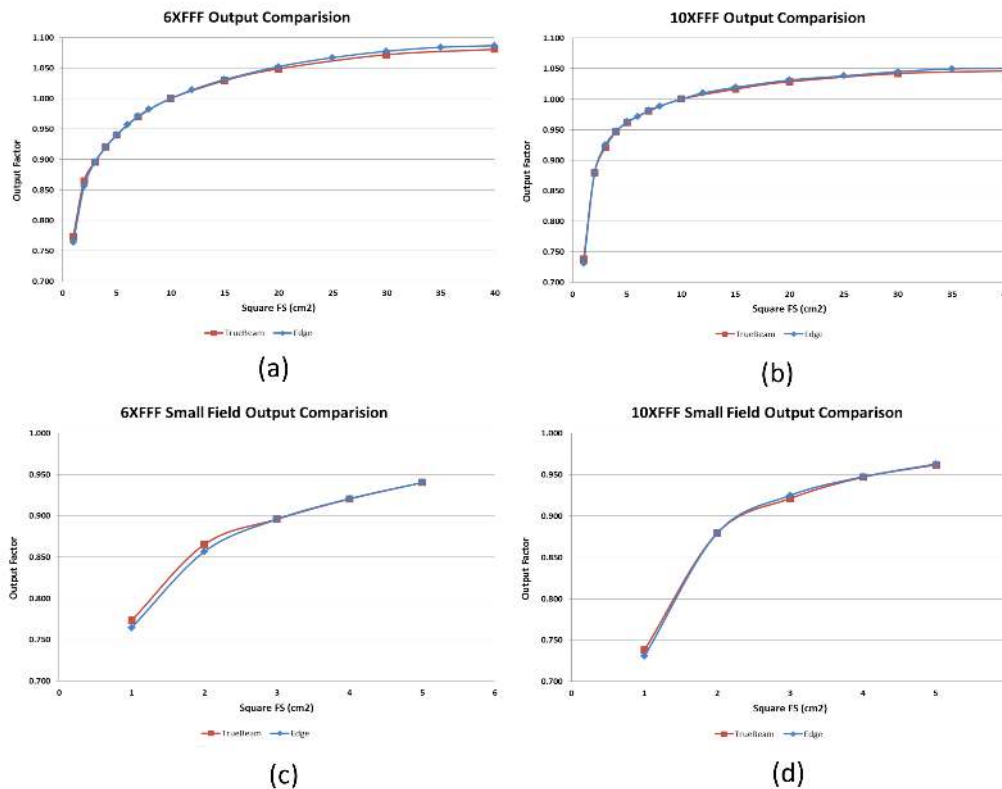 6XFFF Output Comparision
1.100
1.050
1.000
0.950
0.900
0.850
0.800
0.750
0.700
Output Factor
0 5 10 15 20 25 30 35 40
Square FS (cm2)
TrueBeam Edge
(a)
10XFFF Output Comparision
1.100
1.050
1.000
0.950
0.900
0.850
0.800
0.750
0.700
Output Factor
0 5 10 15 20 25 30 35
Square FS (cm2)
TrueBeam Edge
(b)
6XFFF Small Field Output Comparision
1.000
0.950
0.900
0.850
0.800
0.750
0.700
Output Factor
0 1 2 3 4 5 6
Square FS (cm2)
TrueBeam Edge
(c)
10XFFF Small Field Output Comparison
1.000
0.950
0.900
0.850
0.800
0.750
0.700
Output Factor
0 1 2 3 4 5
Square FS (cm2)
TrueBeam Edge
(d)